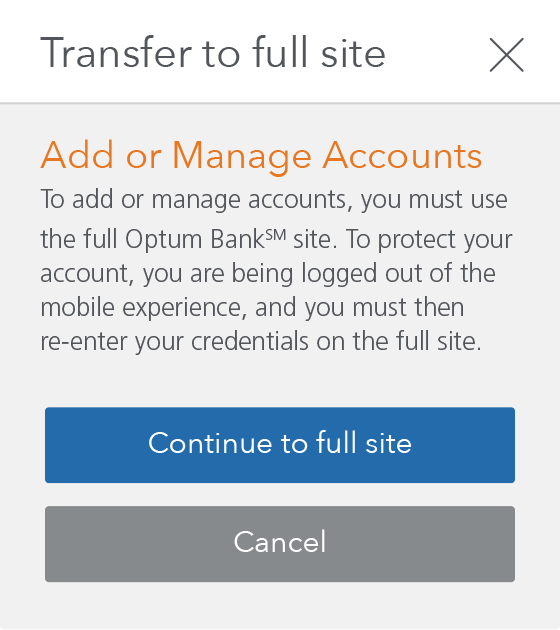 Transfer to full site
Add or Manage Accounts
To add or manage accounts, you must use
the full Optum Bank℠ site. To protect your
account, you are being logged out of the
mobile experience, and you must then
re-enter your credentials on the full site.
Continue to full site
Cancel